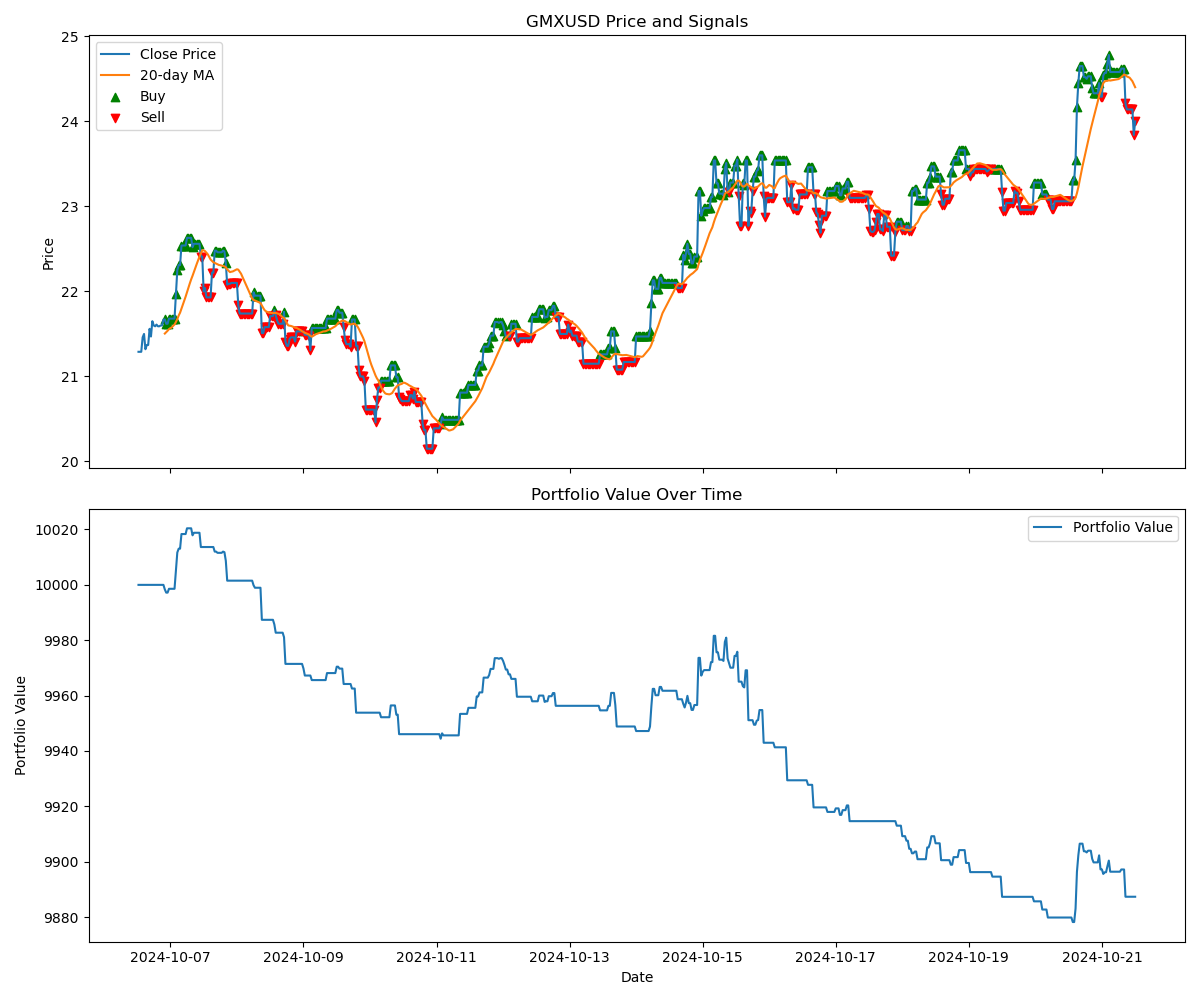 GMXUSD Price and Signals
Close Price
20-day MA
Buy
Sell
Price
25
24
23
22
21
20
Portfolio Value Over Time
Portfolio Value
Portfolio Value
10020
10000
9980
9960
9940
9920
9900
9880
2024-10-07
2024-10-09
2024-10-11
2024-10-13
2024-10-15
2024-10-17
2024-10-19
2024-10-21
Date